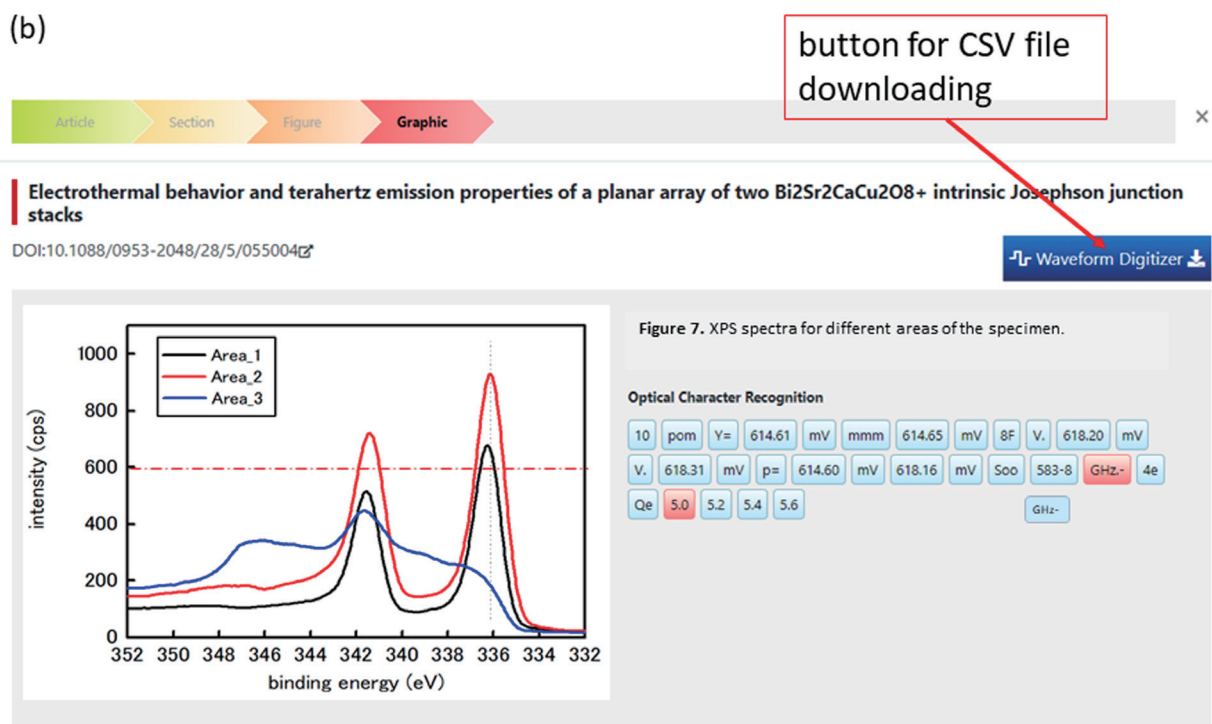 (b)
button for CSV file
downloading
Article Section Figure Graphic ×
Electrothermal behavior and terahertz emission properties of a planar array of two Bi2Sr2CaCu2O8+ intrinsic Josephson junction
stacks
DOI:10.1088/0953-2048/28/5/055004
Waveform Digitizer
1000
800
600
400
200
0
intensity (cps)
Area_1
Area_2
Area_3
352 350 348 346 344 342 340 338 336 334 332
binding energy (eV)
Figure 7. XPS spectra for different areas of the specimen.
Optical Character Recognition
10 pom Y= 614.61 mV mmm 614.65 mV 8F V. 618.20 mV
V. 618.31 mV p= 614.60 mV 618.16 mV Soo 583-8 GHz.- 4e
Qe 5.0 5.2 5.4 5.6 GHz-